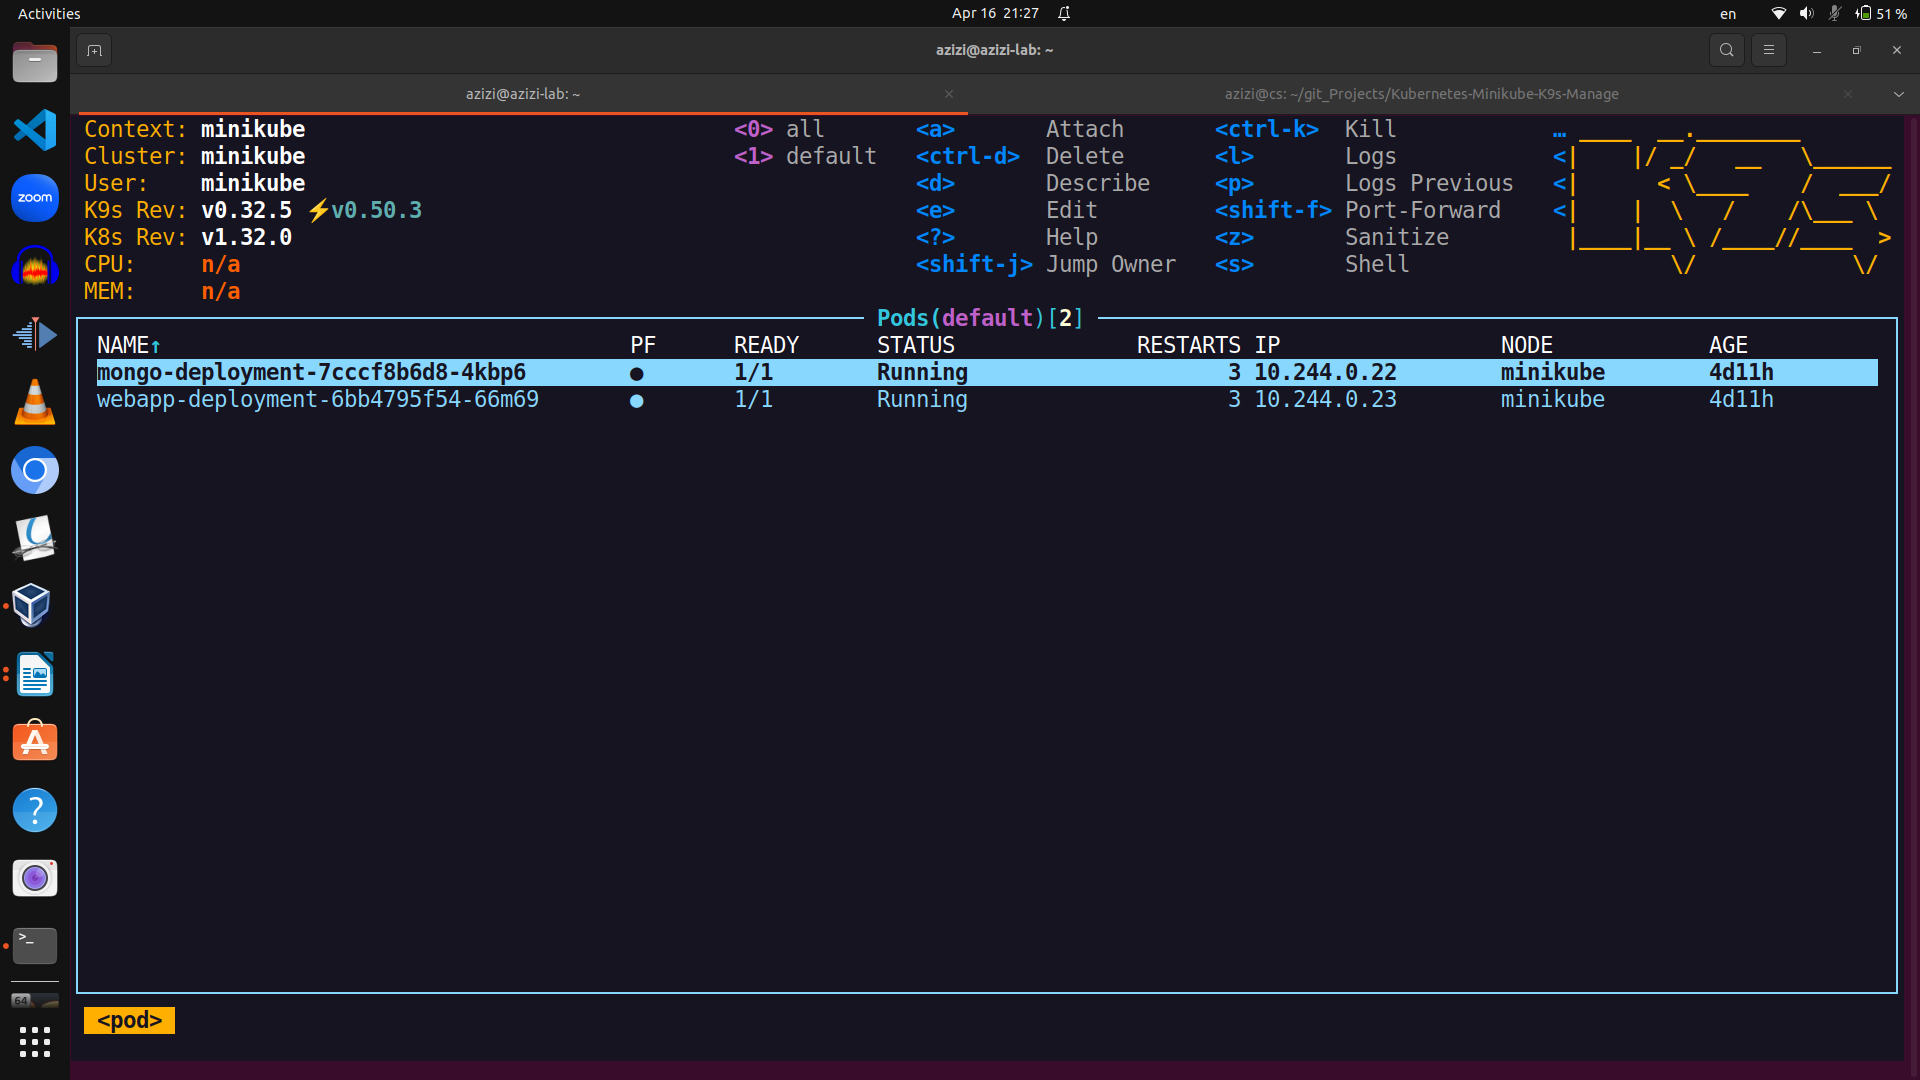 Activities
Apr 16 21:27
en
51 %
azizi@azizi-lab: ~
azizi@azizi-lab: ~
azizi@cs: ~/git_Projects/Kubernetes-Minikube-K9s-Manage
Context: minikube <0> all <a> Attach <ctrl-k> Kill …
Cluster: minikube <1> default <ctrl-d> Delete <l> Logs <
User: minikube <d> Describe <p> Logs Previous <
K9s Rev: v0.32.5 ⚡v0.50.3 <e> Edit <shift-f> Port-Forward <
K8s Rev: v1.32.0 <?> Help <z> Sanitize
CPU: n/a <shift-j> Jump Owner <s> Shell
MEM: n/a
Pods(default)[2]
NAME↑ PF READY STATUS RESTARTS IP NODE AGE
mongo-deployment-7cccf8b6d8-4kbp6 ● 1/1 Running 3 10.244.0.22 minikube 4d11h
webapp-deployment-6bb4795f54-66m69 ● 1/1 Running 3 10.244.0.23 minikube 4d11h
<pod>
zoom
64